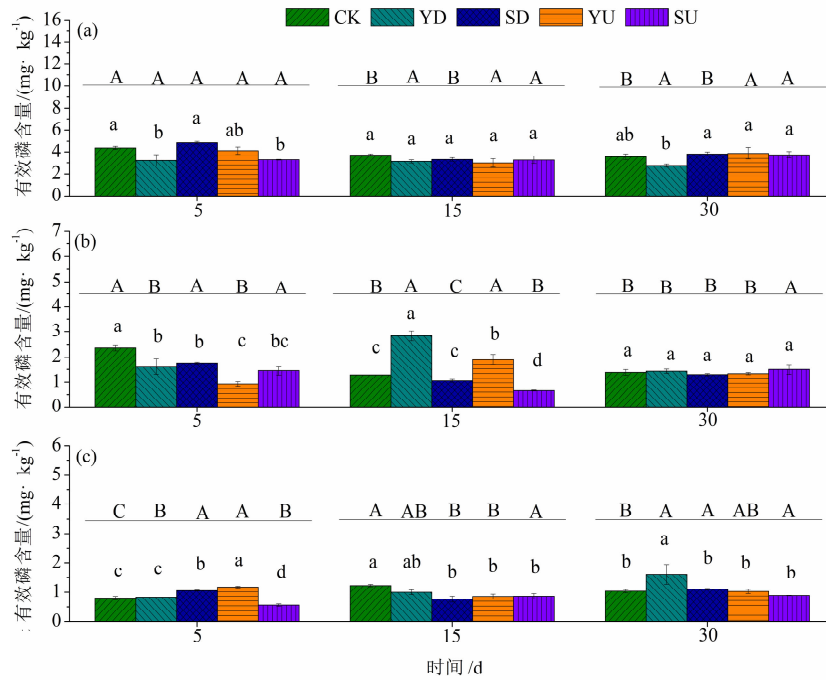 CK YD SD YU SU
(a)
有效磷含量/(mg· kg-1)
16
14
12
10
8
6
4
2
0
A A A A A B A B A A B A B A A
a b a ab b a a a a a ab b a a a
5 15 30
(b)
有效磷含量/(mg· kg-1)
7
6
5
4
3
2
1
0
A B A B A B A C A B B B B B A
a b b c bc c a c b d a a a a a
5 15 30
(c)
: 有效磷含量/(mg· kg-1)
6
5
4
3
2
1
0
C B A A B A AB B B A B A A AB A
c c b a d a ab b b b b a b b b
5 15 30
时间/d